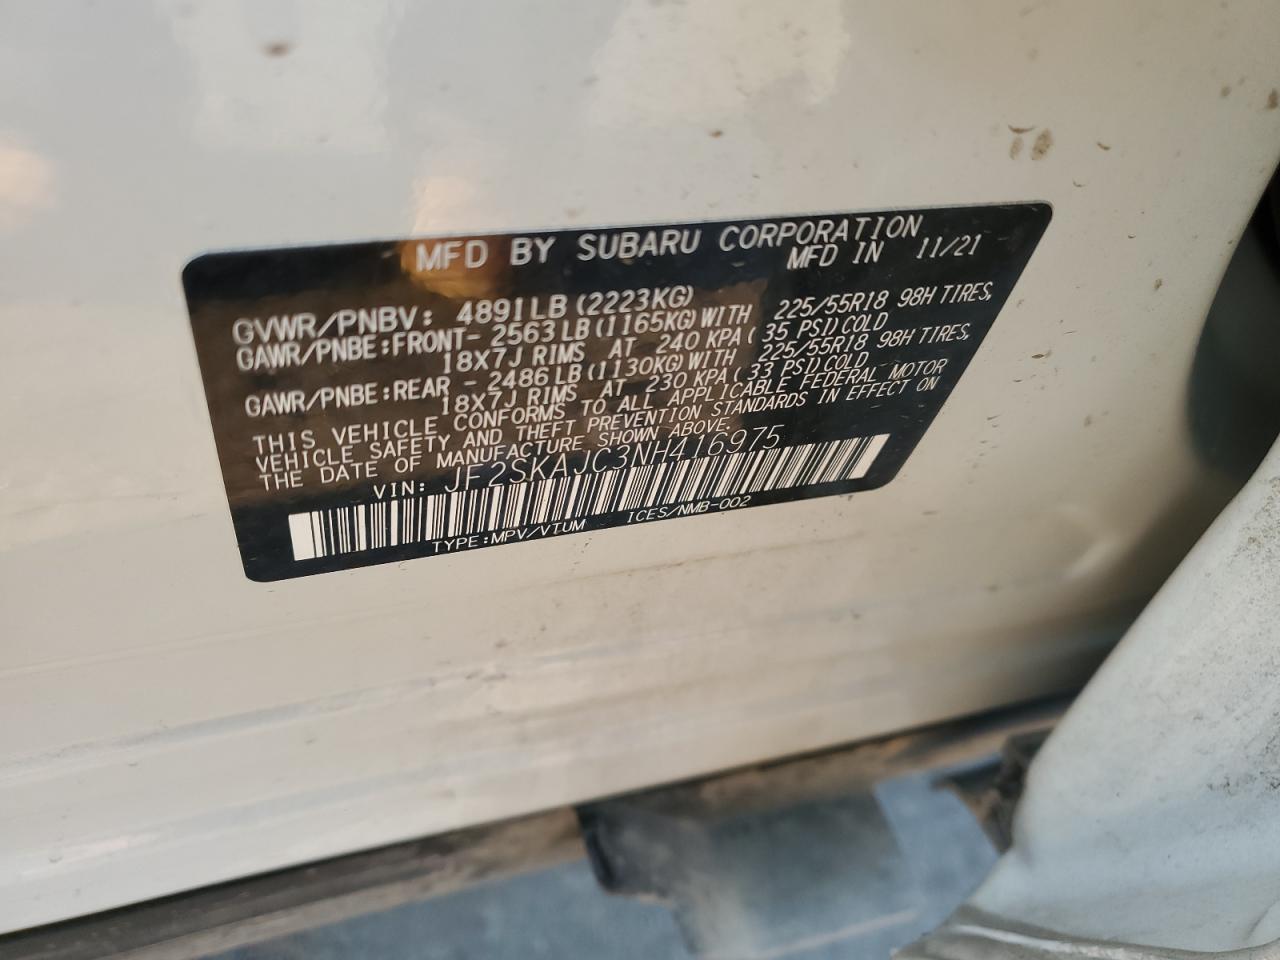 MFD BY SUBARU CORPORATION
MFD IN 11/21
GVWR/PNBV: 4891LB (2223KG)
GAWR/PNBE:FRONT- 2563LB(1165KG)WITH 225/55R18 98H TIRES,
18X7J RIMS AT 240 KPA(35 PSI)COLD
GAWR/PNBE:REAR - 2486LB(1130KG)WITH 225/55R18 98H TIRES,
18X7J RIMS AT 230 KPA(33 PSI)COLD
THIS VEHICLE CONFORMS TO ALL APPLICABLE FEDERAL MOTOR
VEHICLE SAFETY AND THEFT PREVENTION STANDARDS IN EFFECT ON
THE DATE OF MANUFACTURE SHOWN ABOVE.
VIN: JF2SKAJC3NH416975
TYPE:MPV/VTUM ICES/NMB-002